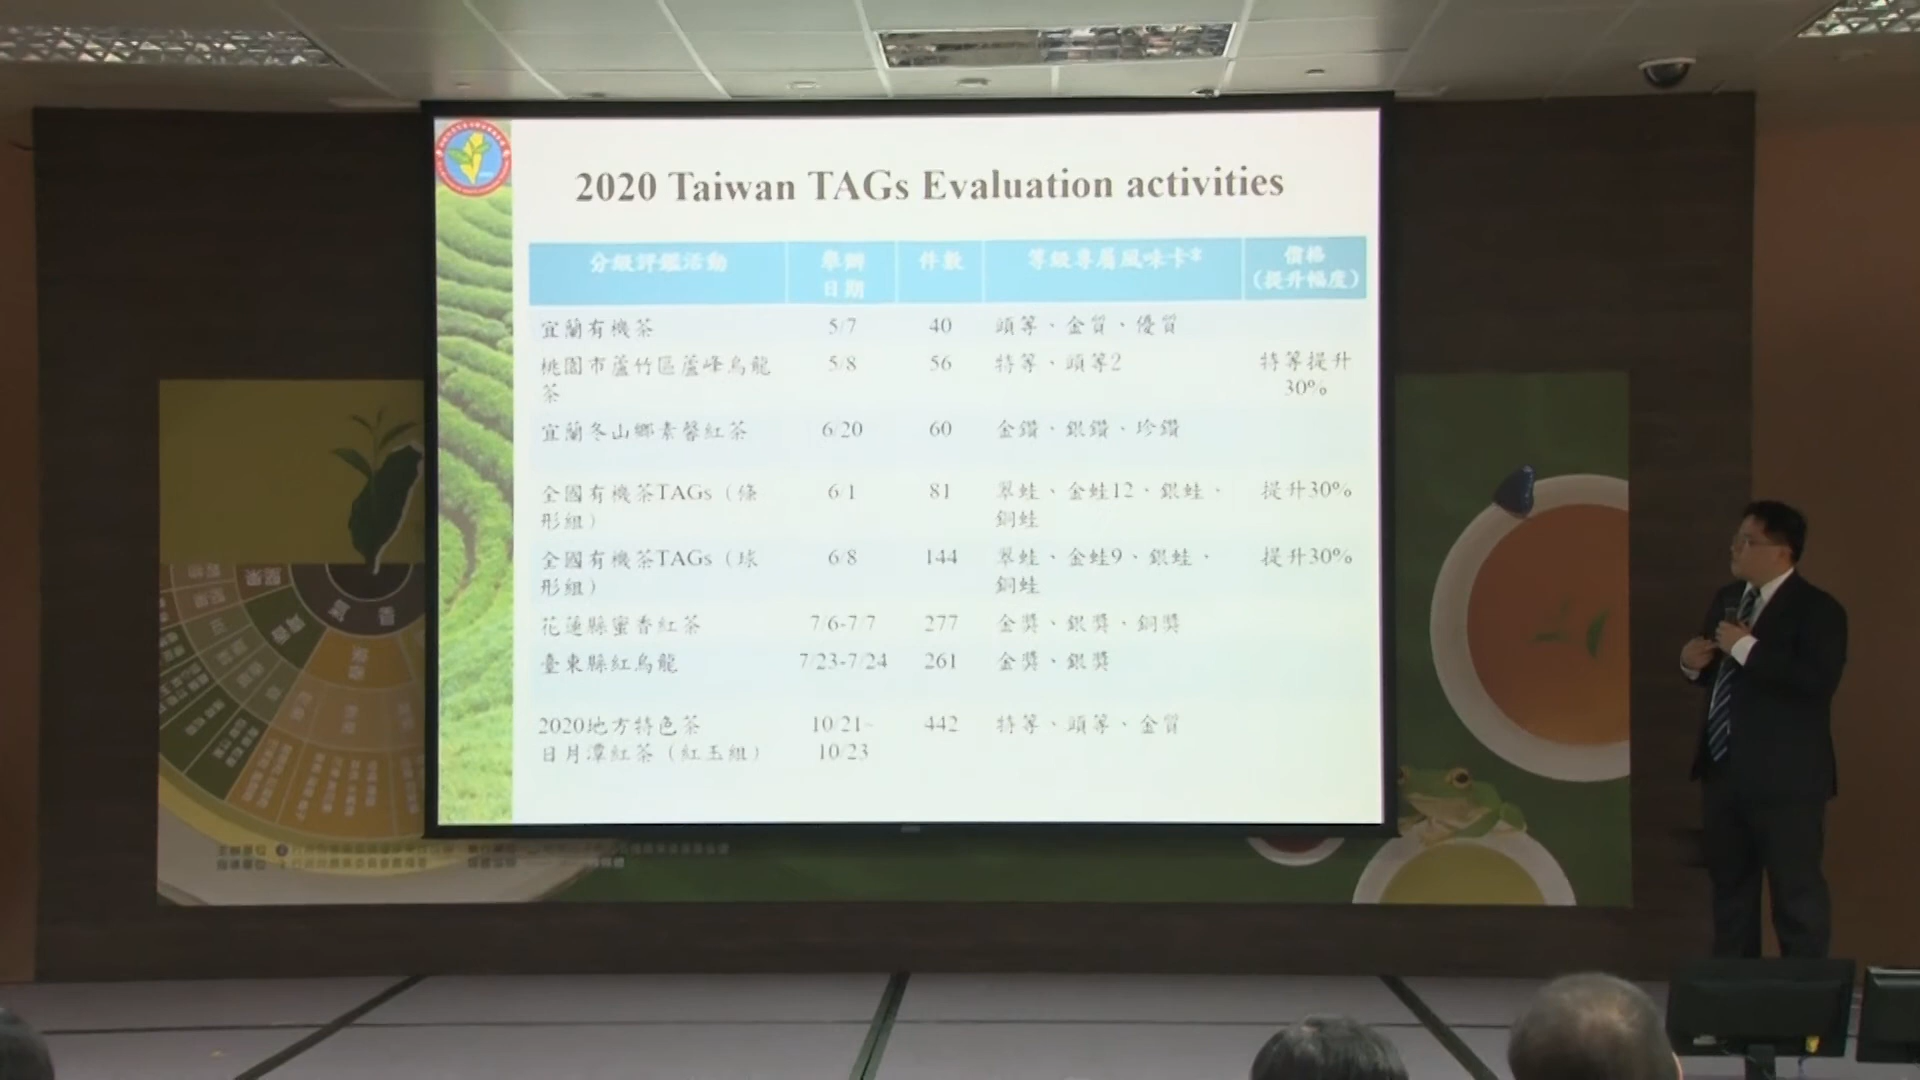 2020 Taiwan TAGs Evaluation activities
分級評鑑活動 舉辦日期 件數 等級專屬風味卡* 價格(提升幅度)
宜蘭有機茶 5/7 40 頭等、金質、優質
桃園市蘆竹區蘆峰烏龍茶 5/8 56 特等、頭等2 特等提升30%
宜蘭冬山鄉素馨紅茶 6/20 60 金鑽、銀鑽、珍鑽
全國有機茶TAGs（條形組） 6/1 81 翠蛙、金蛙12、銀蛙、銅蛙 提升30%
全國有機茶TAGs（球形組） 6/8 144 翠蛙、金蛙9、銀蛙、銅蛙 提升30%
花蓮縣蜜香紅茶 7/6-7/7 277 金獎、銀獎、銅獎
臺東縣紅烏龍 7/23-7/24 261 金獎、銀獎
2020地方特色茶 10/21-10/23 442 特等、頭等、金質
日月潭紅茶（紅玉組）